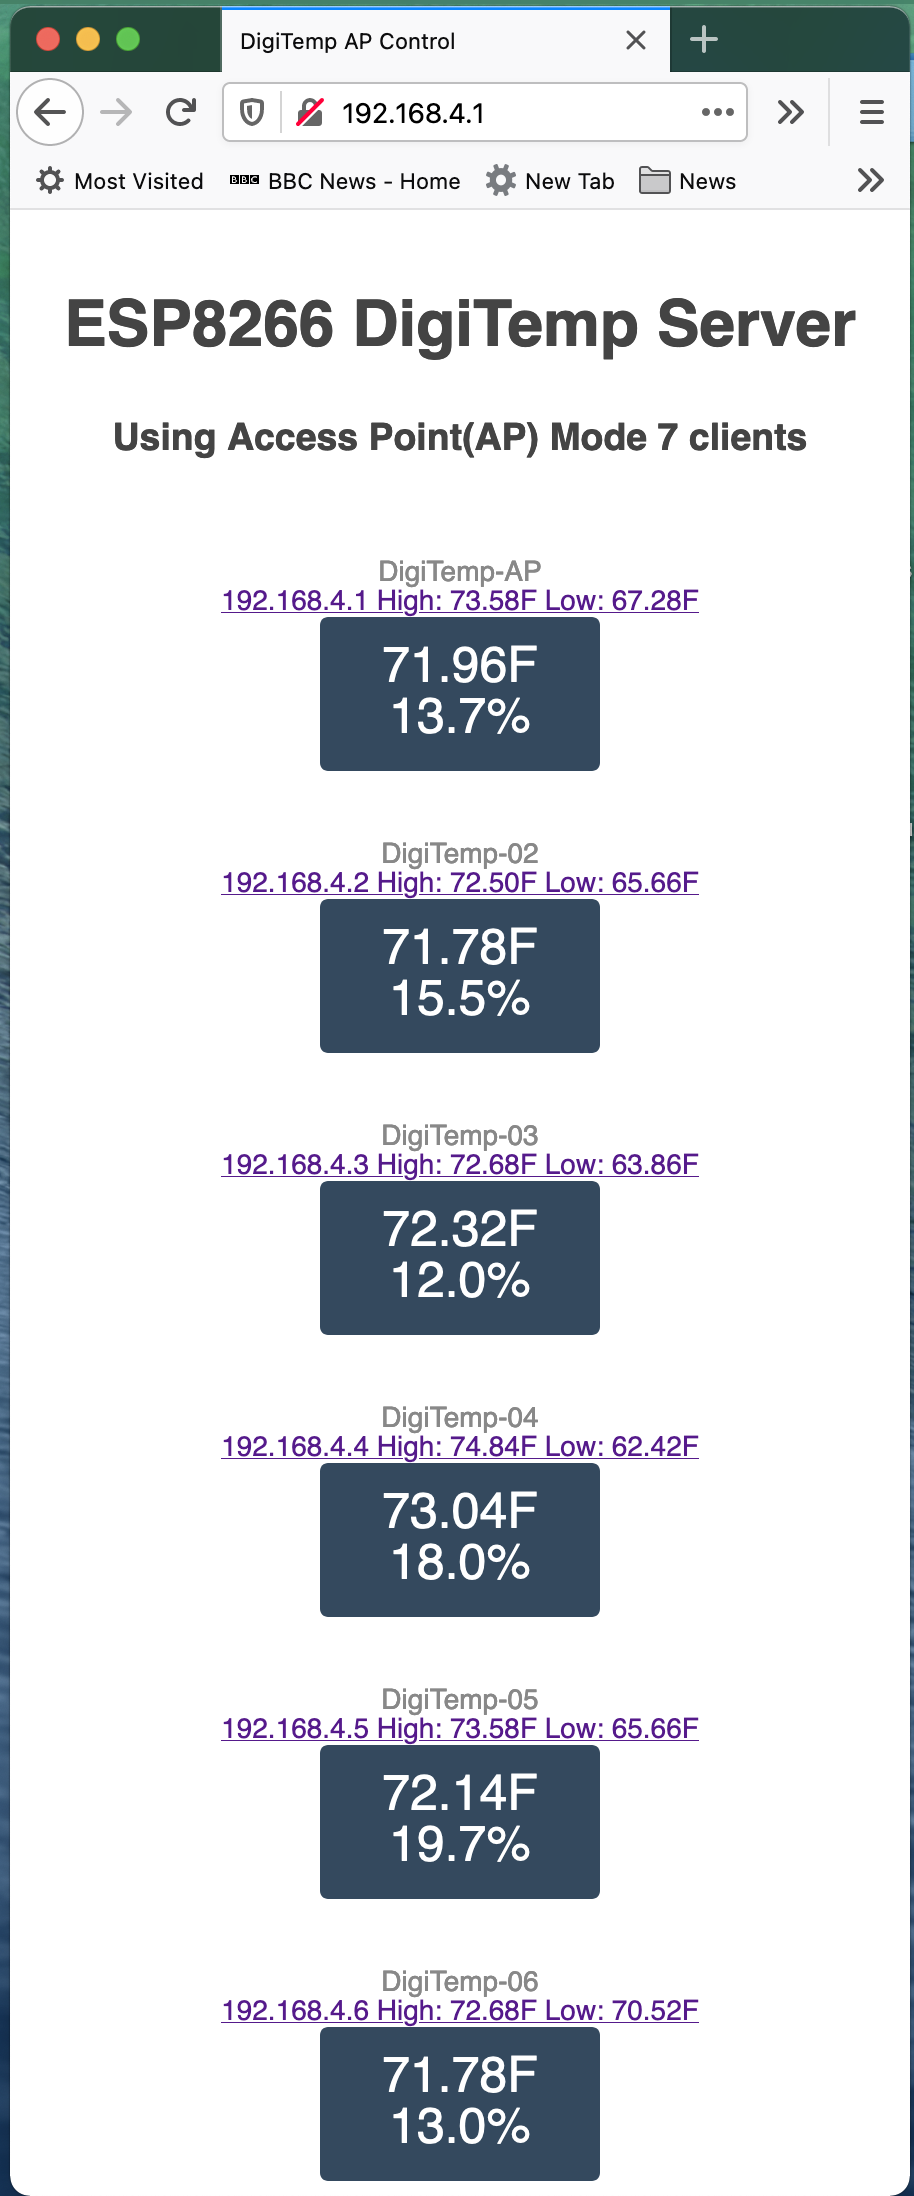 DigiTemp AP Control
192.168.4.1
Most Visited BBC BBC News - Home New Tab News
ESP8266 DigiTemp Server
Using Access Point(AP) Mode 7 clients
DigiTemp-AP
192.168.4.1 High: 73.58F Low: 67.28F
71.96F
13.7%
DigiTemp-02
192.168.4.2 High: 72.50F Low: 65.66F
71.78F
15.5%
DigiTemp-03
192.168.4.3 High: 72.68F Low: 63.86F
72.32F
12.0%
DigiTemp-04
192.168.4.4 High: 74.84F Low: 62.42F
73.04F
18.0%
DigiTemp-05
192.168.4.5 High: 73.58F Low: 65.66F
72.14F
19.7%
DigiTemp-06
192.168.4.6 High: 72.68F Low: 70.52F
71.78F
13.0%